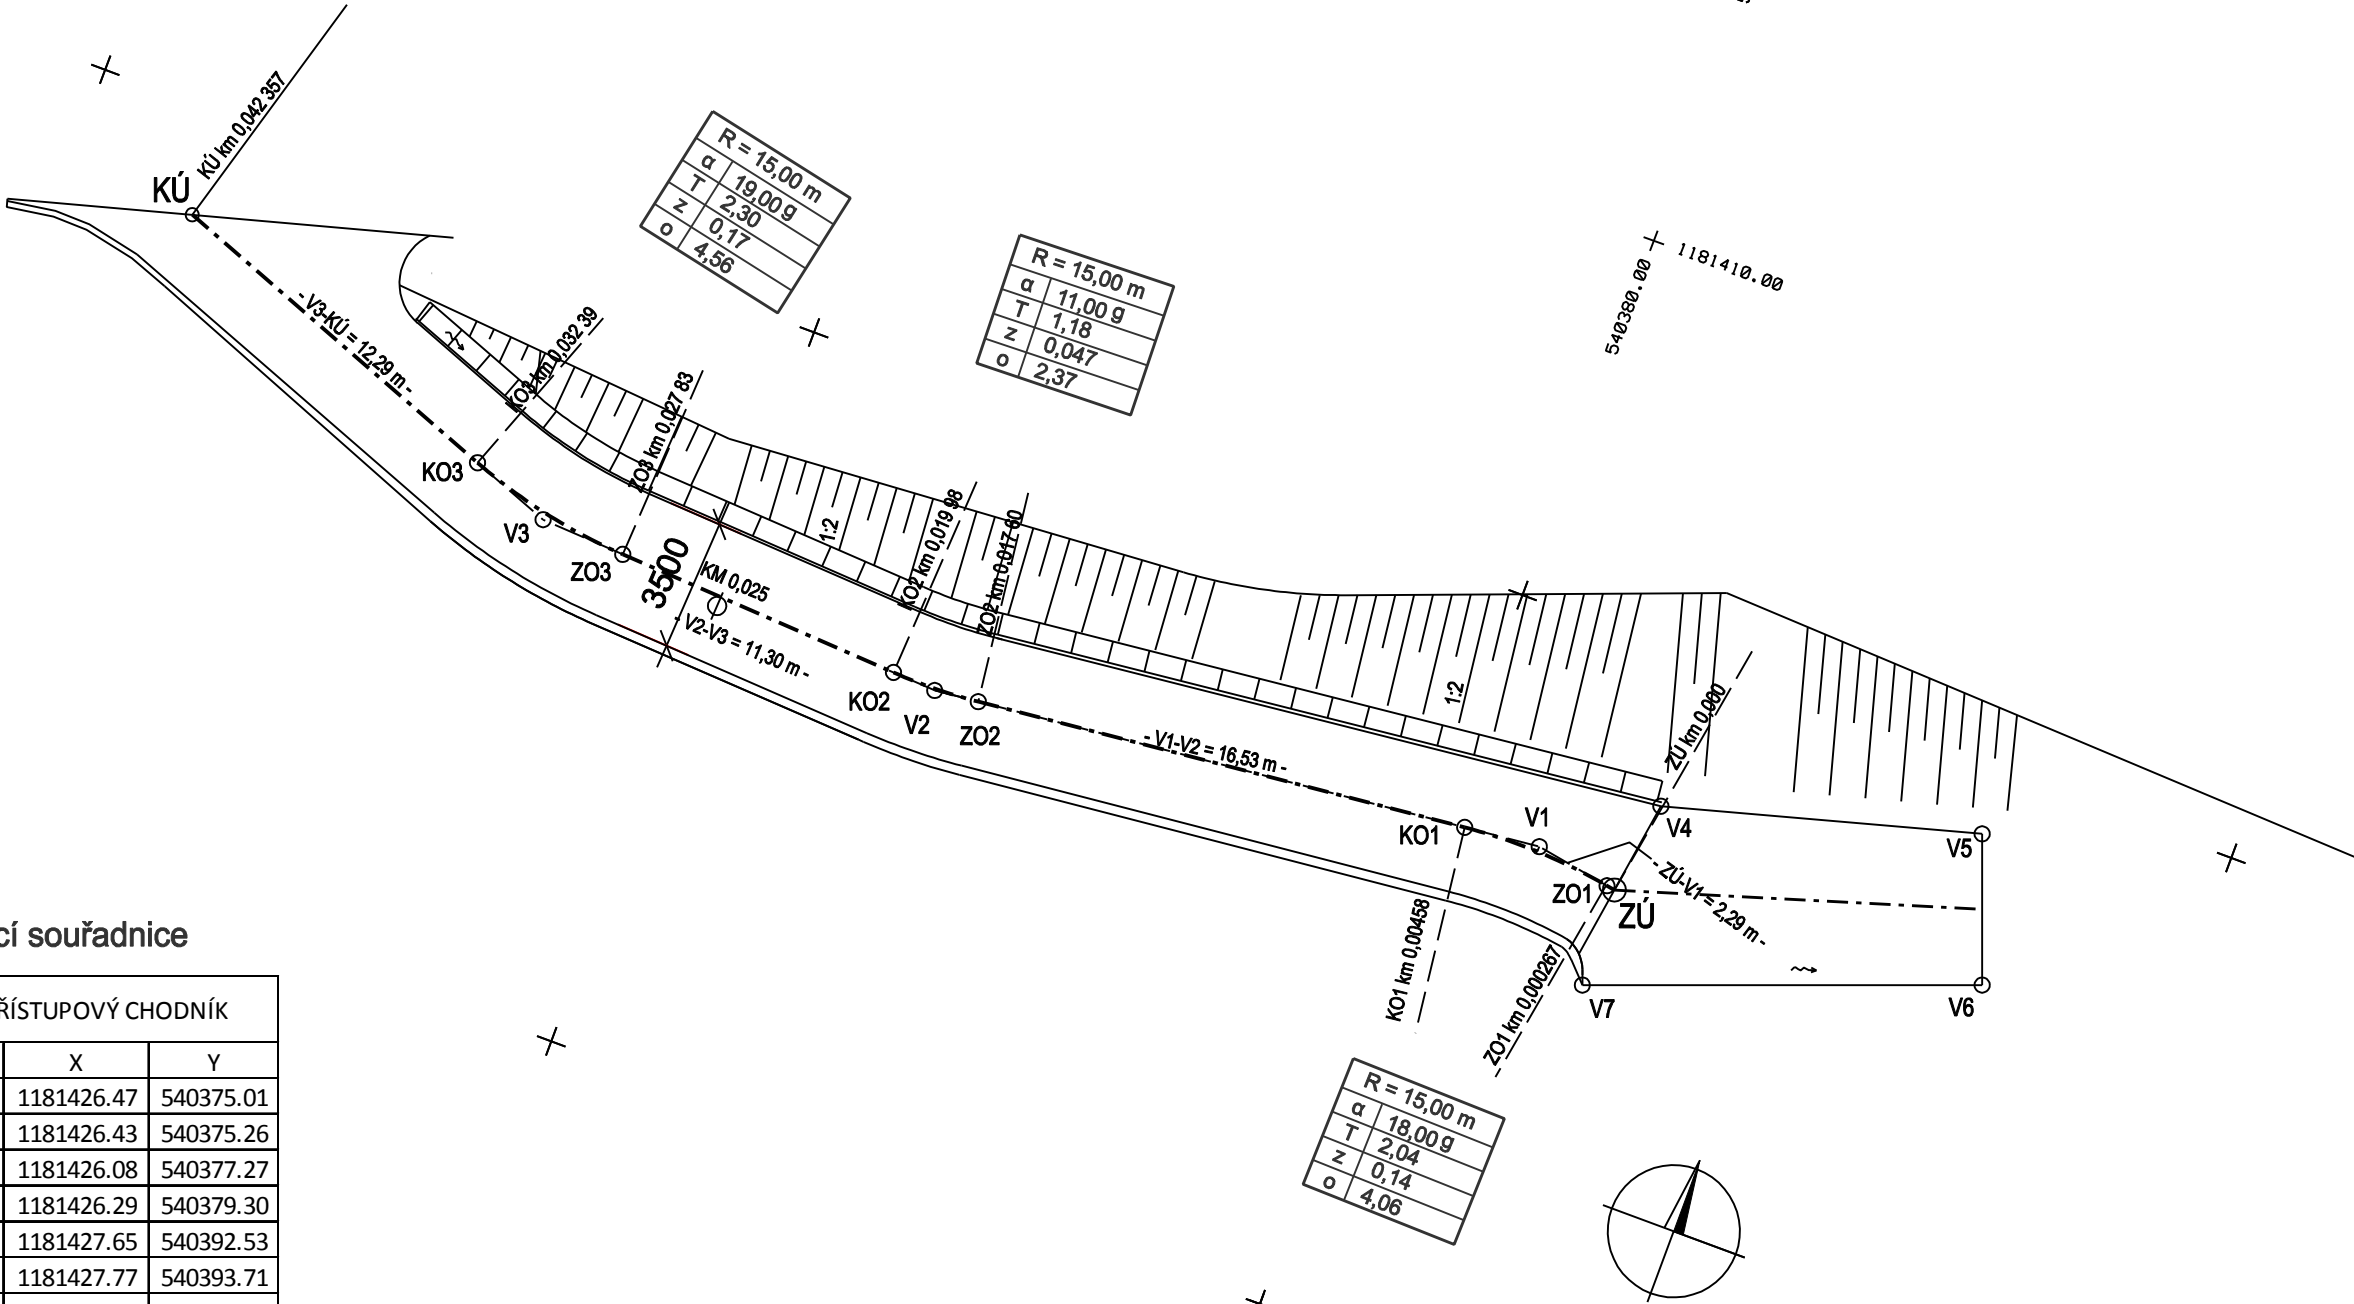 KÚ km 0,042 357
KÚ
R = 15,00 m
α 19,00 g
T 2,30
z 0,17
o 4,56
R = 15,00 m
α 11,00 g
T 1,18
z 0,047
o 2,37
1181410.00
540380.00
- V3-KÚ = 12,29 m -
KO3 km 0,032 39
ZO3 km 0,027 83
KO3
V3
ZO3
3500
KM 0,025
- V2-V3 = 11,30 m -
1:2
KO2 km 0,019 98
ZO2 km 0,017 60
KO2
V2
ZO2
- V1-V2 = 16,53 m -
1:2
ZÚ km 0,000
KO1
V1
V4
V5
ZO1
ZÚ
- ZÚ-V1 = 2,29 m -
KO1 km 0,00458
ZO1 km 0,000267
V7
V6
R = 15,00 m
α 18,00 g
T 2,04
z 0,14
o 4,06
cí souřadnice
ŘÍSTUPOVÝ CHODNÍK
X Y
1181426.47 540375.01
1181426.43 540375.26
1181426.08 540377.27
1181426.29 540379.30
1181427.65 540392.53
1181427.77 540393.71